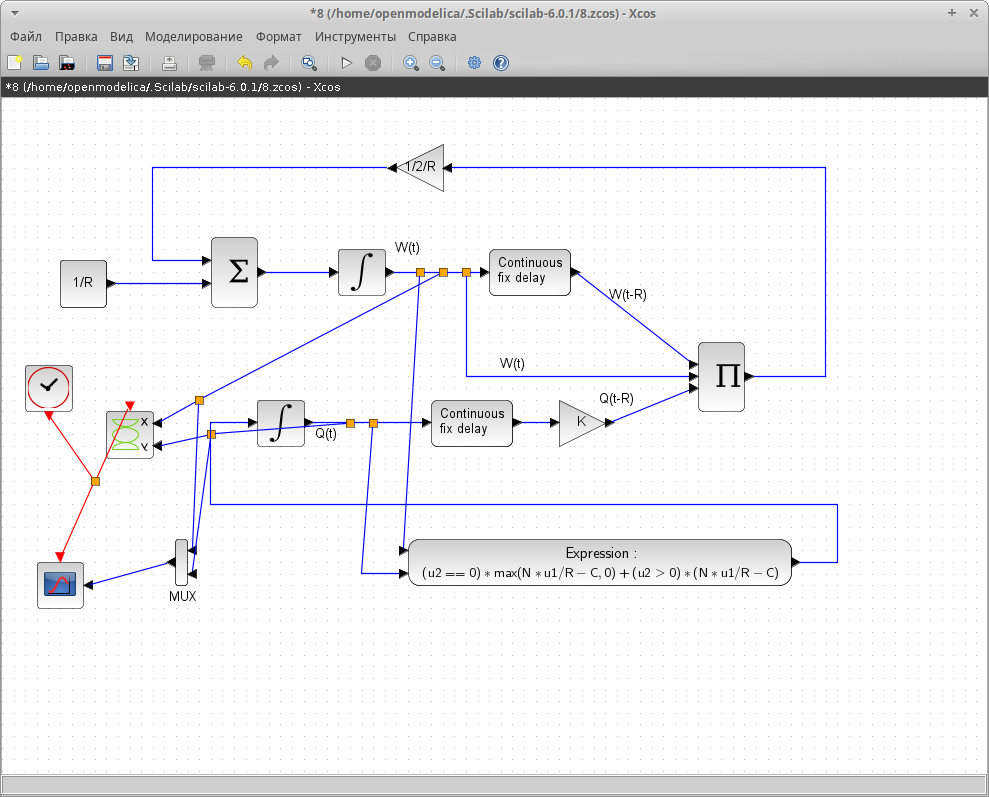 *8 (/home/openmodelica/.Scilab/scilab-6.0.1/8.zcos) - Xcos
Файл Правка Вид Моделирование Формат Инструменты Справка
*8 (/home/openmodelica/.Scilab/scilab-6.0.1/8.zcos) - Xcos
1/2/R
W(t)
1/R
Σ
∫
Continuous
fix delay
W(t-R)
W(t)
Π
Q(t-R)
X
Y
∫
Q(t)
Continuous
fix delay
K
Expression :
(u2 == 0) * max(N * u1/R − C, 0) + (u2 > 0) * (N * u1/R − C)
MUX